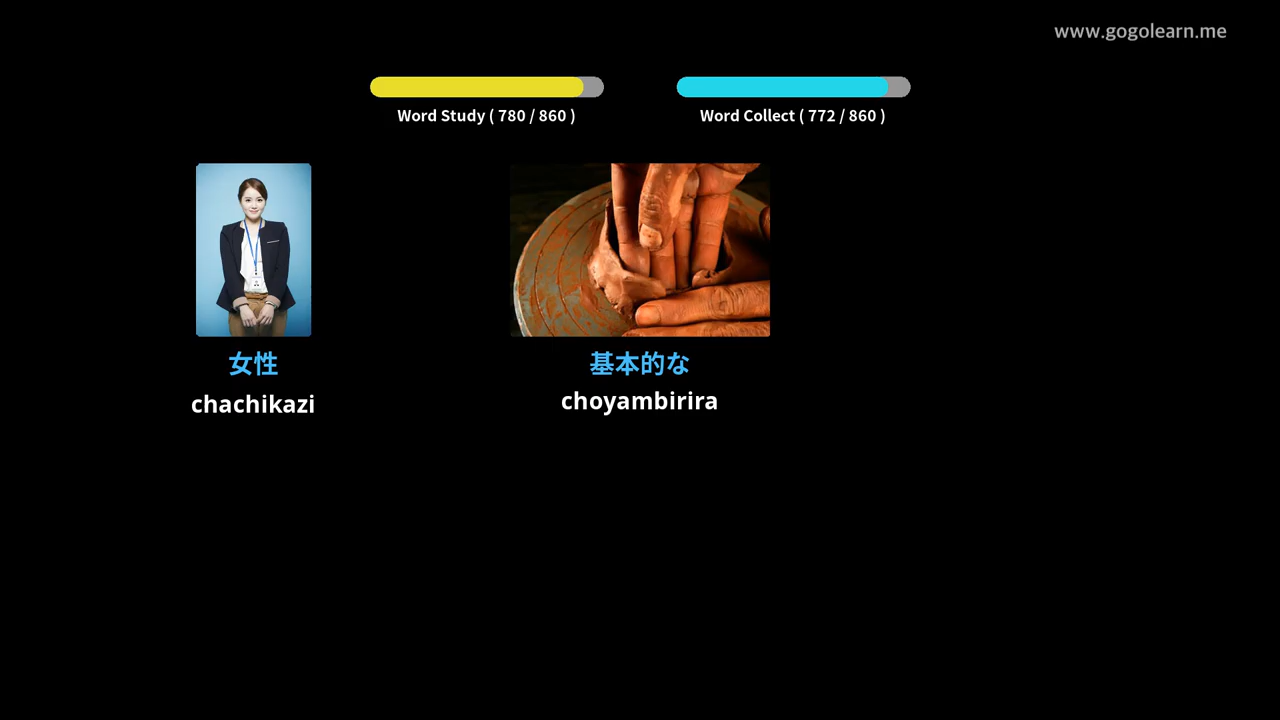 www.gogolearn.me
Word Study ( 780 / 860 )
Word Collect ( 772 / 860 )
女性
chachikazi
基本的な
choyambirira